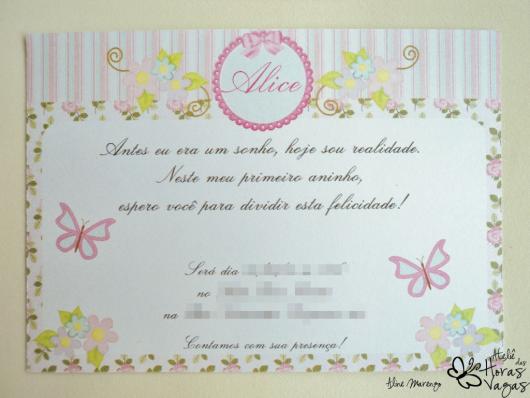 Alice
Antes eu era um sonho, hoje sou realidade.
Neste meu primeiro aninho,
espero você para dividir esta felicidade!
Será dia
no
na
Contamos com sua presença!
Aline Marengo
Ateliê das Horas Vagas